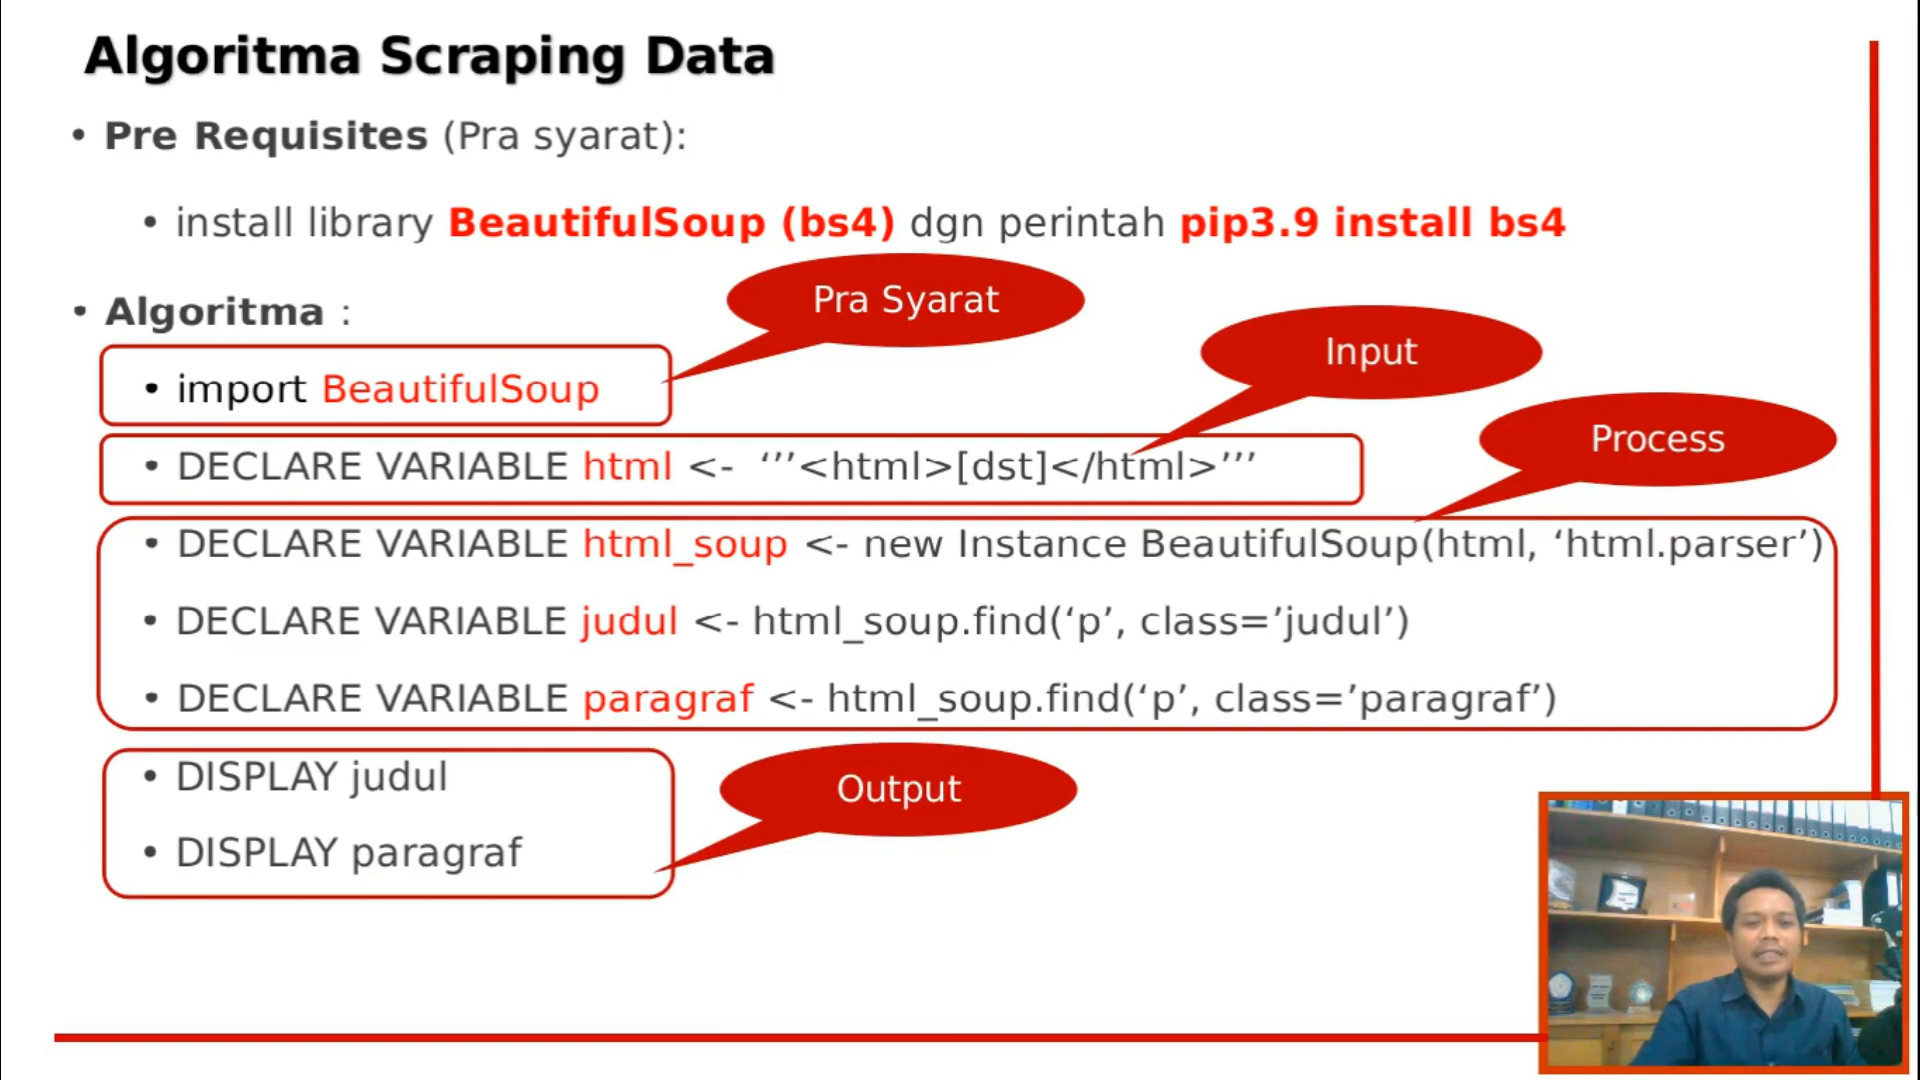 Algoritma Scraping Data
• Pre Requisites (Pra syarat):
• install library BeautifulSoup (bs4) dgn perintah pip3.9 install bs4
Pra Syarat
• Algoritma :
Input
• import BeautifulSoup
Process
• DECLARE VARIABLE html <- ‘’’<html>[dst]</html>’’’
• DECLARE VARIABLE html_soup <- new Instance BeautifulSoup(html, ‘html.parser’)
• DECLARE VARIABLE judul <- html_soup.find(‘p’, class=’judul’)
• DECLARE VARIABLE paragraf <- html_soup.find(‘p’, class=’paragraf’)
• DISPLAY judul
Output
• DISPLAY paragraf